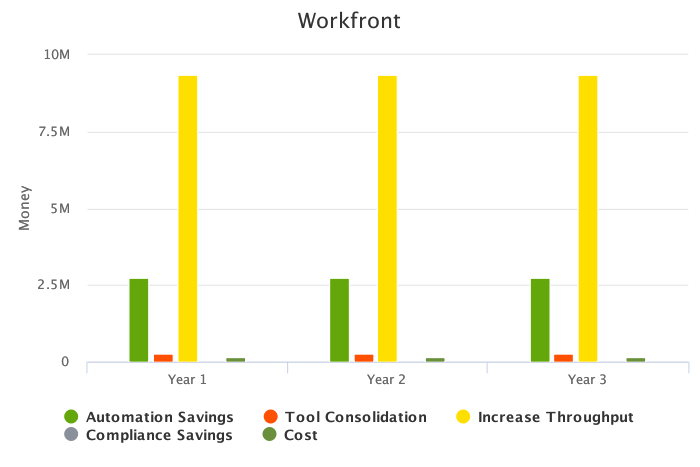 Workfront
10M
7.5M
5M
2.5M
0
Money
Year 1 Year 2 Year 3
Automation Savings Tool Consolidation Increase Throughput
Compliance Savings Cost